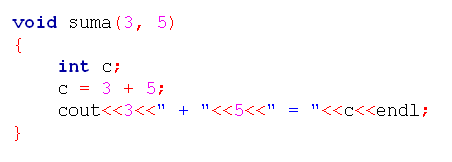 void suma(3, 5)
{
    int c;
    c = 3 + 5;
    cout<<3<<" + "<<5<<" = "<<c<<endl;
}